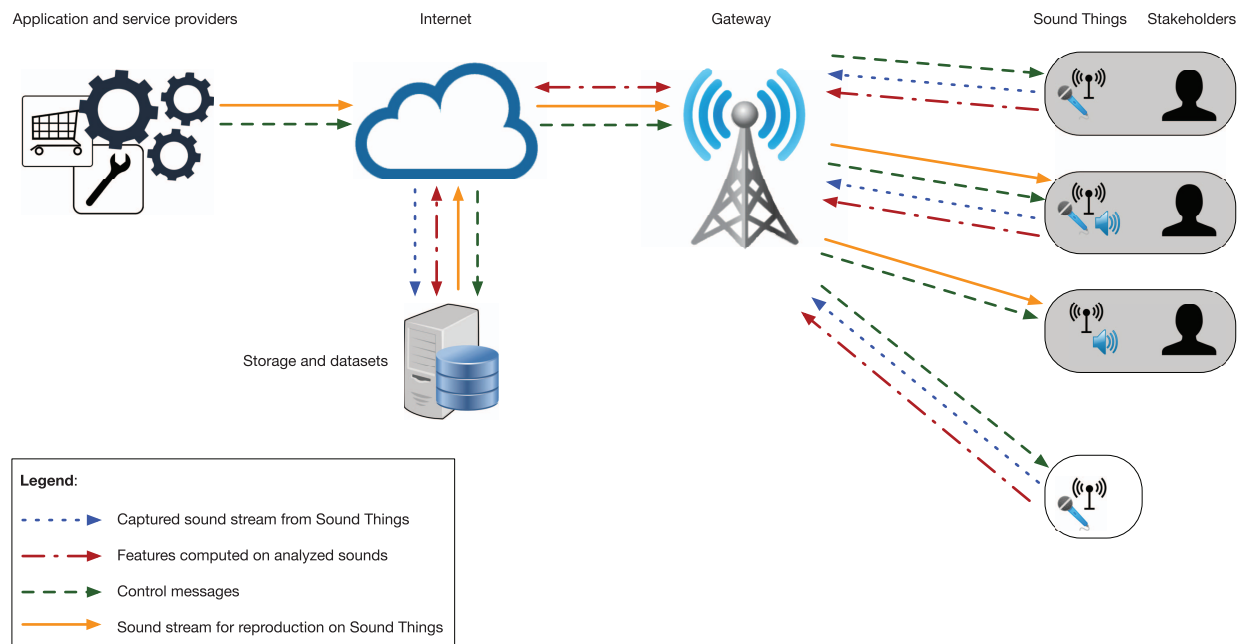 Application and service providers
Internet
Gateway
Sound Things
Stakeholders
Storage and datasets
Legend:
Captured sound stream from Sound Things
Features computed on analyzed sounds
Control messages
Sound stream for reproduction on Sound Things